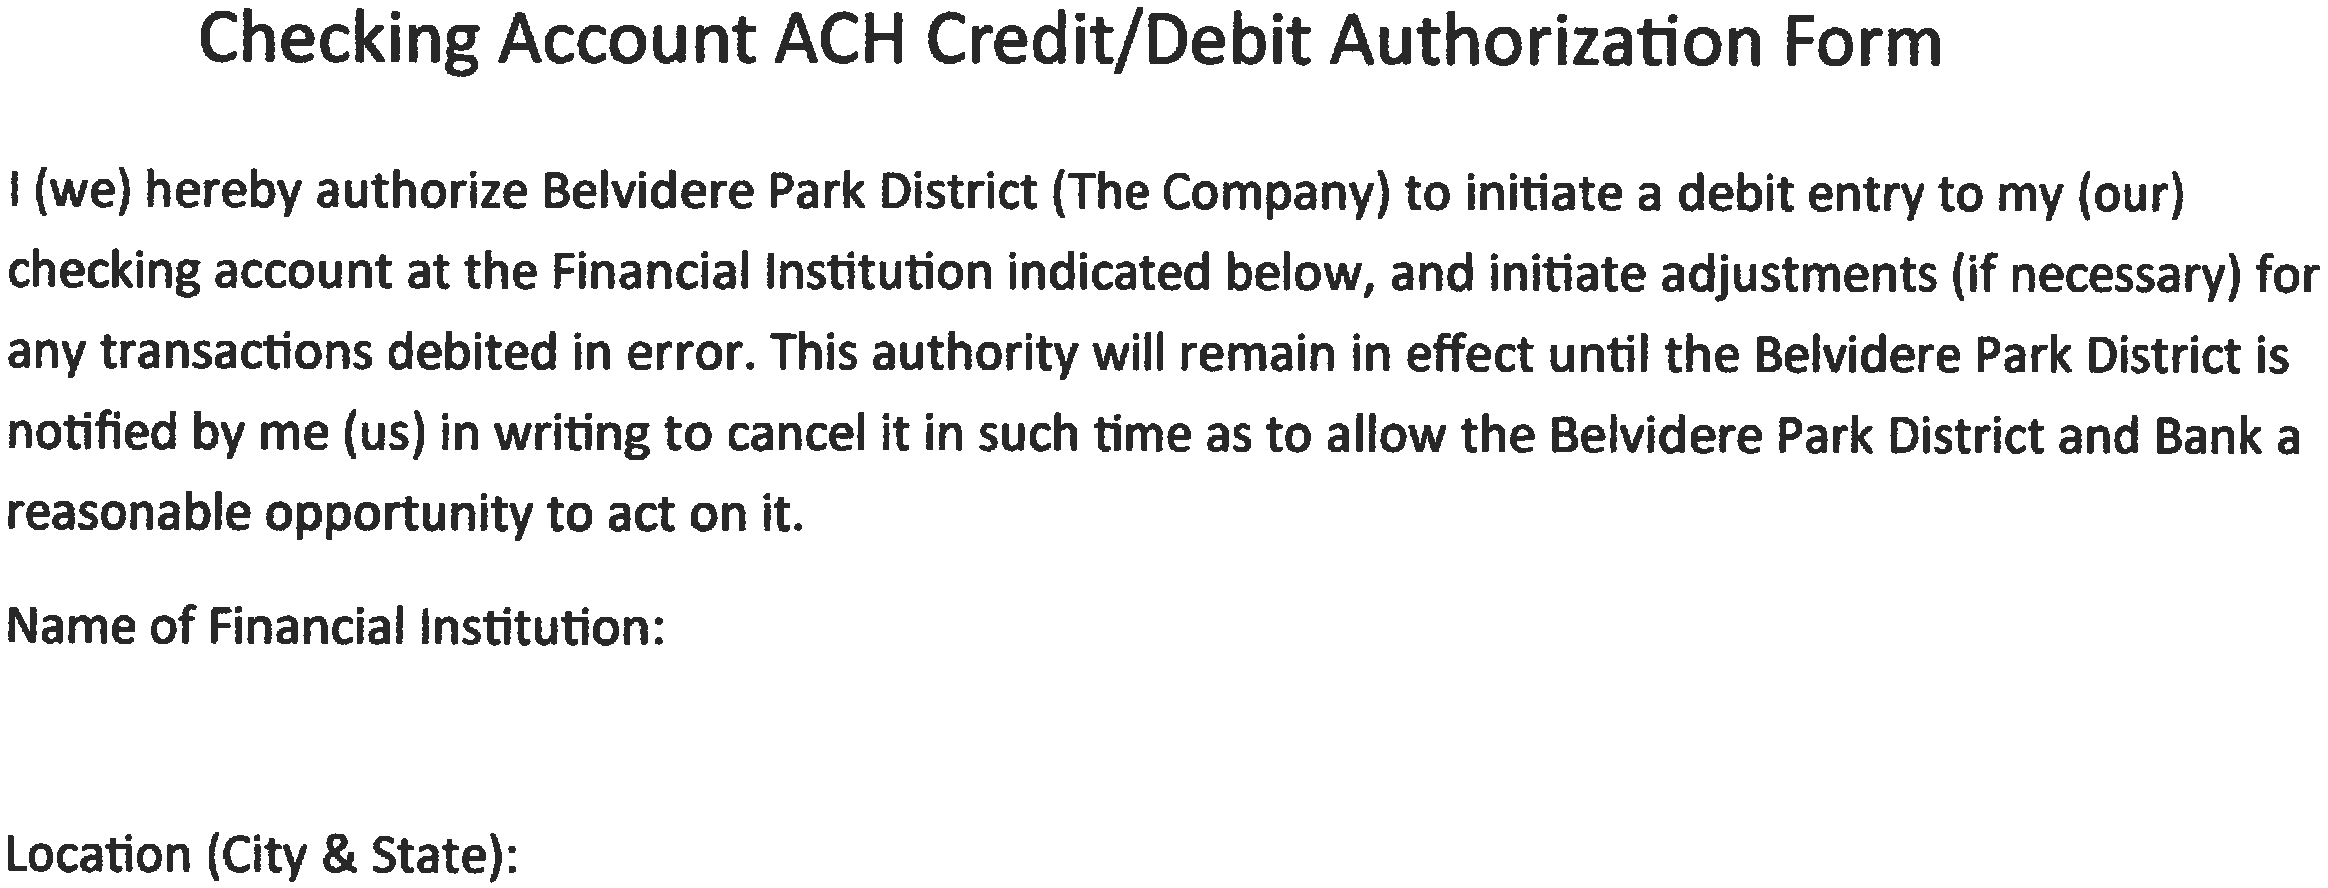 Checking Account ACH Credit/Debit Authorization Form
I (we) hereby authorize Belvidere Park District (The Company) to initiate a debit entry to my (our)
checking account at the Financial Institution indicated below, and initiate adjustments (if necessary) for
any transactions debited in error. This authority will remain in effect until the Belvidere Park District is
notified by me (us) in writing to cancel it in such time as to allow the Belvidere Park District and Bank a
reasonable opportunity to act on it.
Name of Financial Institution:
Location (City & State):